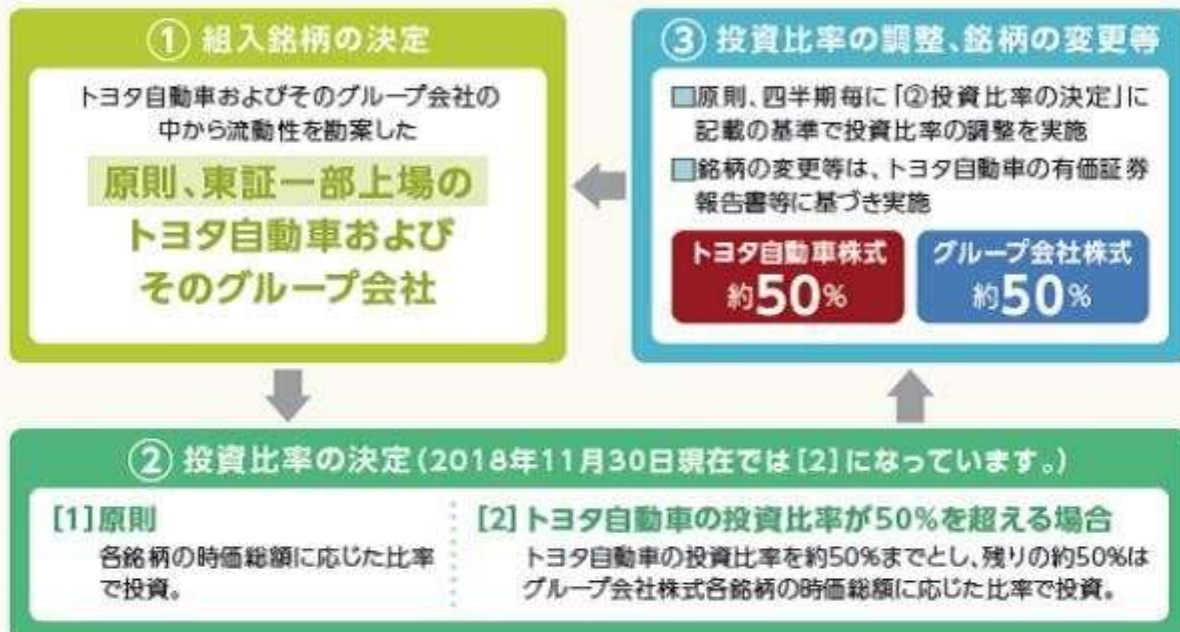 ① 組入銘柄の決定
トヨタ自動車およびそのグループ会社の
中から流動性を勘案した
原則、東証一部上場の
トヨタ自動車および
そのグループ会社
② 投資比率の決定(2018年11月30日現在では[2]になっています。)
[1]原則
各銘柄の時価総額に応じた比率
で投資。
[2]トヨタ自動車の投資比率が50%を超える場合
トヨタ自動車の投資比率を約50%までとし、残りの約50%は
グループ会社株式各銘柄の時価総額に応じた比率で投資。
③ 投資比率の調整、銘柄の変更等
□原則、四半期毎に「②投資比率の決定」に
記載の基準で投資比率の調整を実施
□銘柄の変更等は、トヨタ自動車の有価証券
報告書等に基づき実施
トヨタ自動車株式
約50%
グループ会社株式
約50%